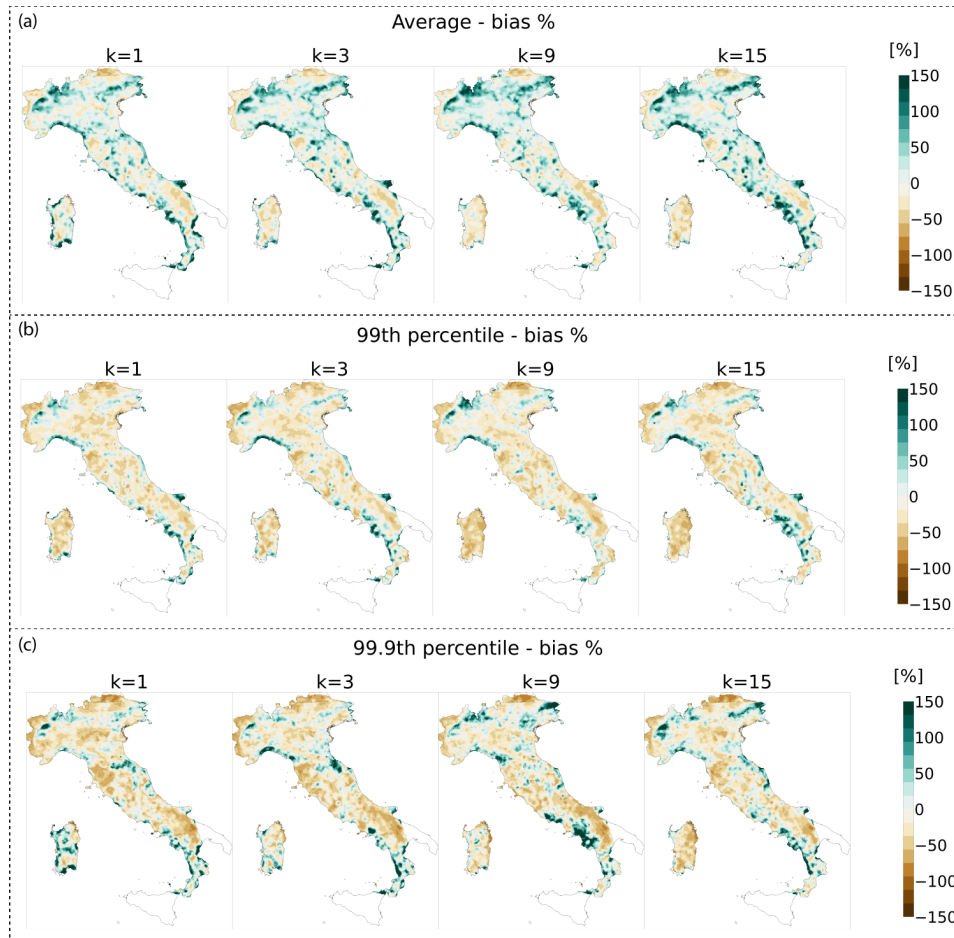 (a)
Average - bias %
k=1 k=3 k=9 k=15 [%]
150
100
50
0
−50
−100
−150
(b)
99th percentile - bias %
k=1 k=3 k=9 k=15 [%]
150
100
50
0
−50
−100
−150
(c)
99.9th percentile - bias %
k=1 k=3 k=9 k=15 [%]
150
100
50
0
−50
−100
−150